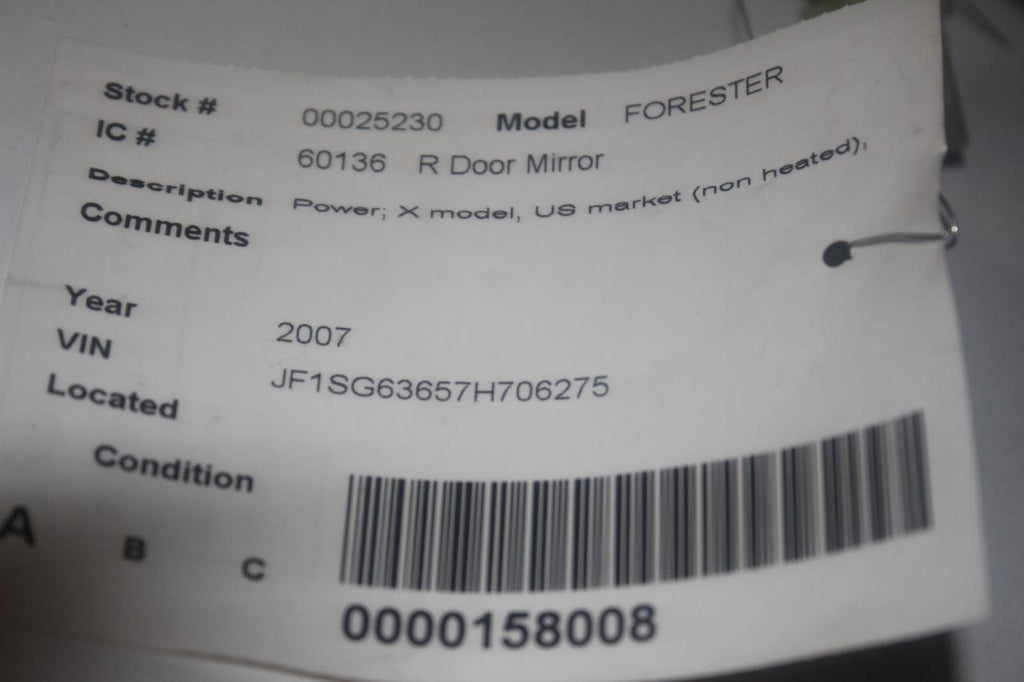 Stock # 00025230 Model FORESTER
IC # 60136 R Door Mirror
Description Power; X model, US market (non heated),
Comments
Year 2007
VIN JF1SG63657H706275
Located
Condition
A B C
0000158008